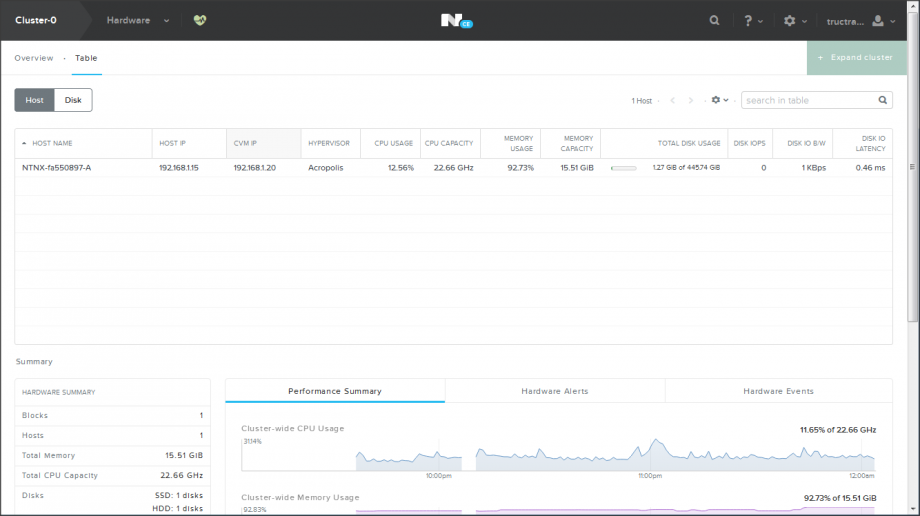 Cluster-0 Hardware N CE ? tructra...
Overview · Table + Expand cluster
Host Disk 1 Host · < > · search in table
HOST NAME HOST IP CVM IP HYPERVISOR CPU USAGE CPU CAPACITY MEMORY USAGE MEMORY CAPACITY TOTAL DISK USAGE DISK IOPS DISK IO B/W DISK IO LATENCY
NTNX-fa550897-A 192.168.1.15 192.168.1.20 Acropolis 12.56% 22.66 GHz 92.73% 15.51 GiB 1.27 GiB of 445.74 GiB 0 1 KBps 0.46 ms
Summary
HARDWARE SUMMARY
Blocks 1
Hosts 1
Total Memory 15.51 GiB
Total CPU Capacity 22.66 GHz
Disks SSD: 1 disks
HDD: 1 disks
Performance Summary Hardware Alerts Hardware Events
Cluster-wide CPU Usage 11.65% of 22.66 GHz
31.14%
10:00pm 11:00pm 12:00am
Cluster-wide Memory Usage 92.73% of 15.51 GiB
92.83%